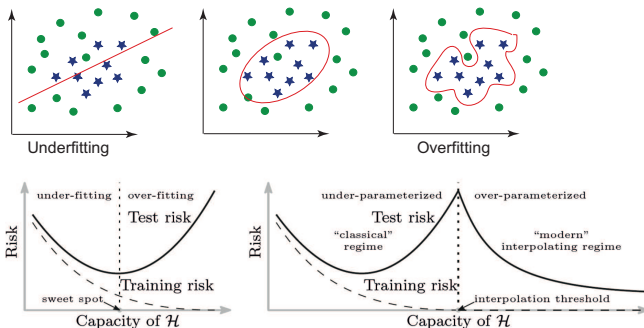 Underfitting
Overfitting
under-fitting
over-fitting
Test risk
Training risk
sweet spot
Risk
Capacity of ℋ
under-parameterized
over-parameterized
Test risk
“classical”
regime
“modern”
interpolating regime
Training risk
interpolation threshold
Risk
Capacity of ℋ